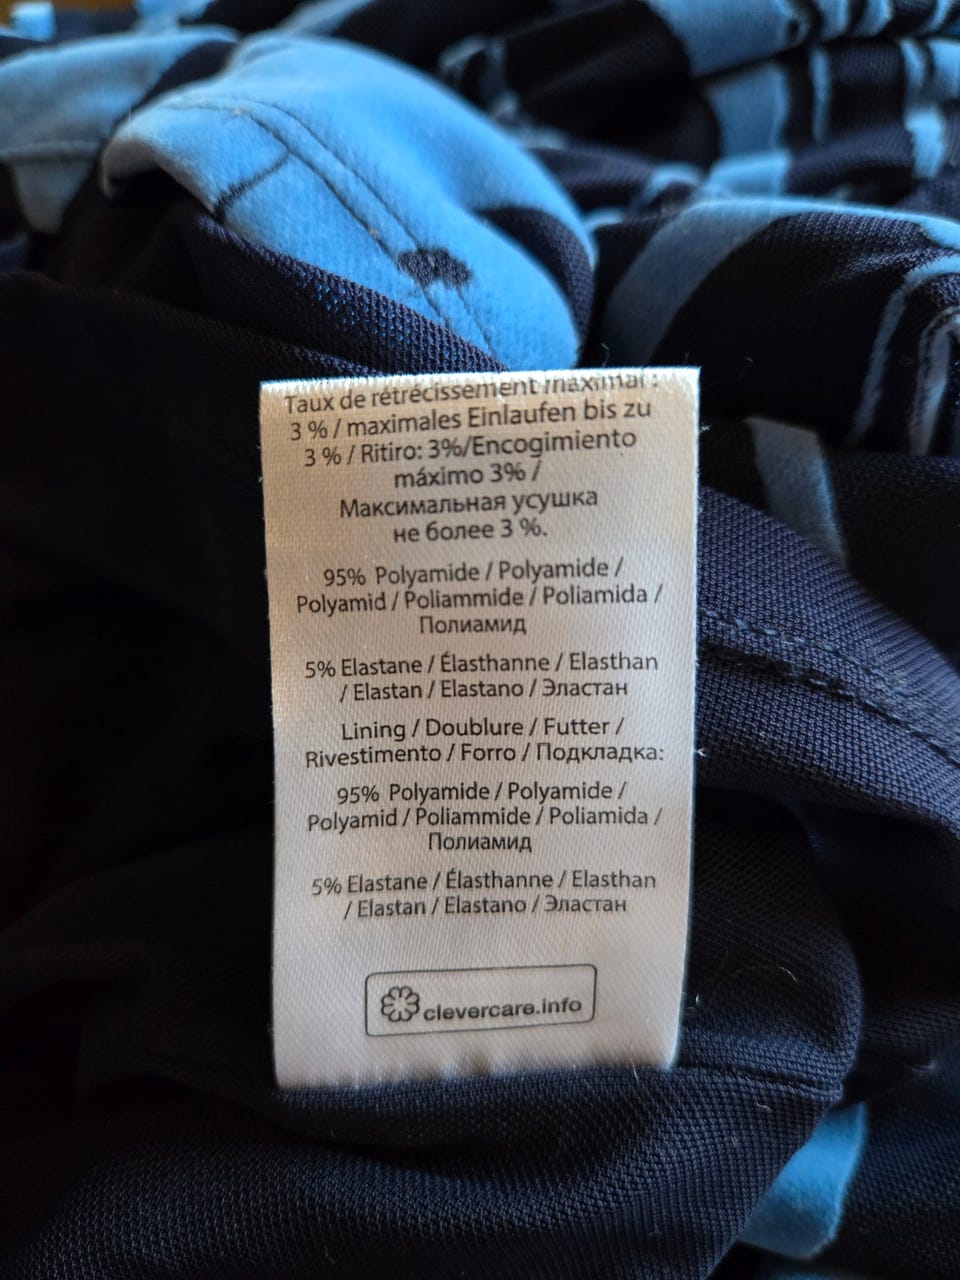 Taux de rétrécissement maximal :
3 % / maximales Einlaufen bis zu
3 % / Ritiro: 3%/Encogimiento
máximo 3% /
Максимальная усушка
не более 3 %.
95% Polyamide / Polyamide /
Polyamid / Poliammide / Poliamida /
Полиамид
5% Elastane / Élasthanne / Elasthan
/ Elastan / Elastano / Эластан
Lining / Doublure / Futter /
Rivestimento / Forro / Подкладка:
95% Polyamide / Polyamide /
Polyamid / Poliammide / Poliamida /
Полиамид
5% Elastane / Élasthanne / Elasthan
/ Elastan / Elastano / Эластан
clevercare.info